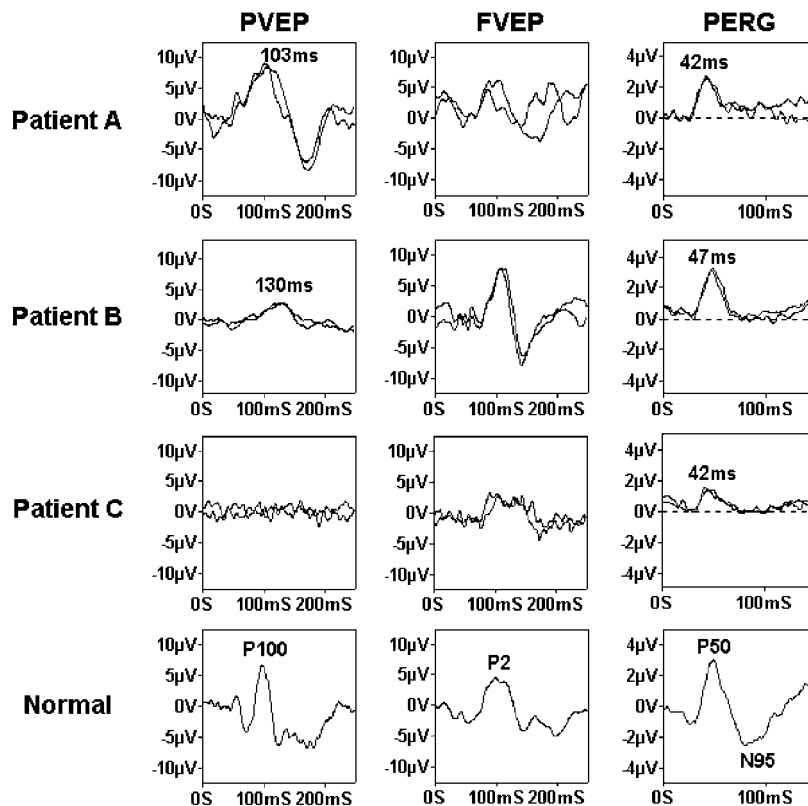 PVEP FVEP PERG
Patient A
10µV 5µV 0V -5µV -10µV
103ms
0S 100mS 200mS
10µV 5µV 0V -5µV -10µV
0S 100mS 200mS
4µV 2µV 0V -2µV -4µV
42ms
0S 100mS
Patient B
10µV 5µV 0V -5µV -10µV
130ms
0S 100mS 200mS
10µV 5µV 0V -5µV -10µV
0S 100mS 200mS
4µV 2µV 0V -2µV -4µV
47ms
0S 100mS
Patient C
10µV 5µV 0V -5µV -10µV
0S 100mS 200mS
10µV 5µV 0V -5µV -10µV
0S 100mS 200mS
4µV 2µV 0V -2µV -4µV
42ms
0S 100mS
Normal
10µV 5µV 0V -5µV -10µV
P100
0S 100mS 200mS
10µV 5µV 0V -5µV -10µV
P2
0S 100mS 200mS
4µV 2µV 0V -2µV -4µV
P50
N95
0S 100mS